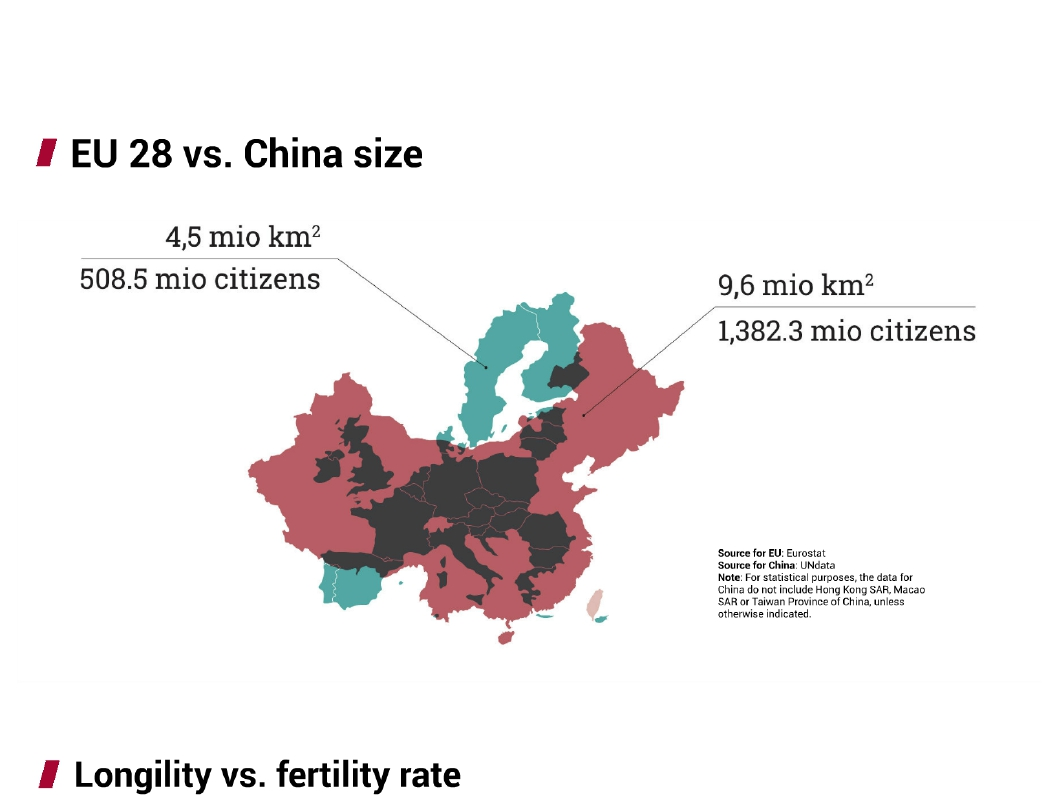 EU 28 vs. China size
4,5 mio km²
508.5 mio citizens
9,6 mio km²
1,382.3 mio citizens
Source for EU: Eurostat
Source for China: UNdata
Note: For statistical purposes, the data for
China do not include Hong Kong SAR, Macao
SAR or Taiwan Province of China, unless
otherwise indicated.
Longility vs. fertility rate